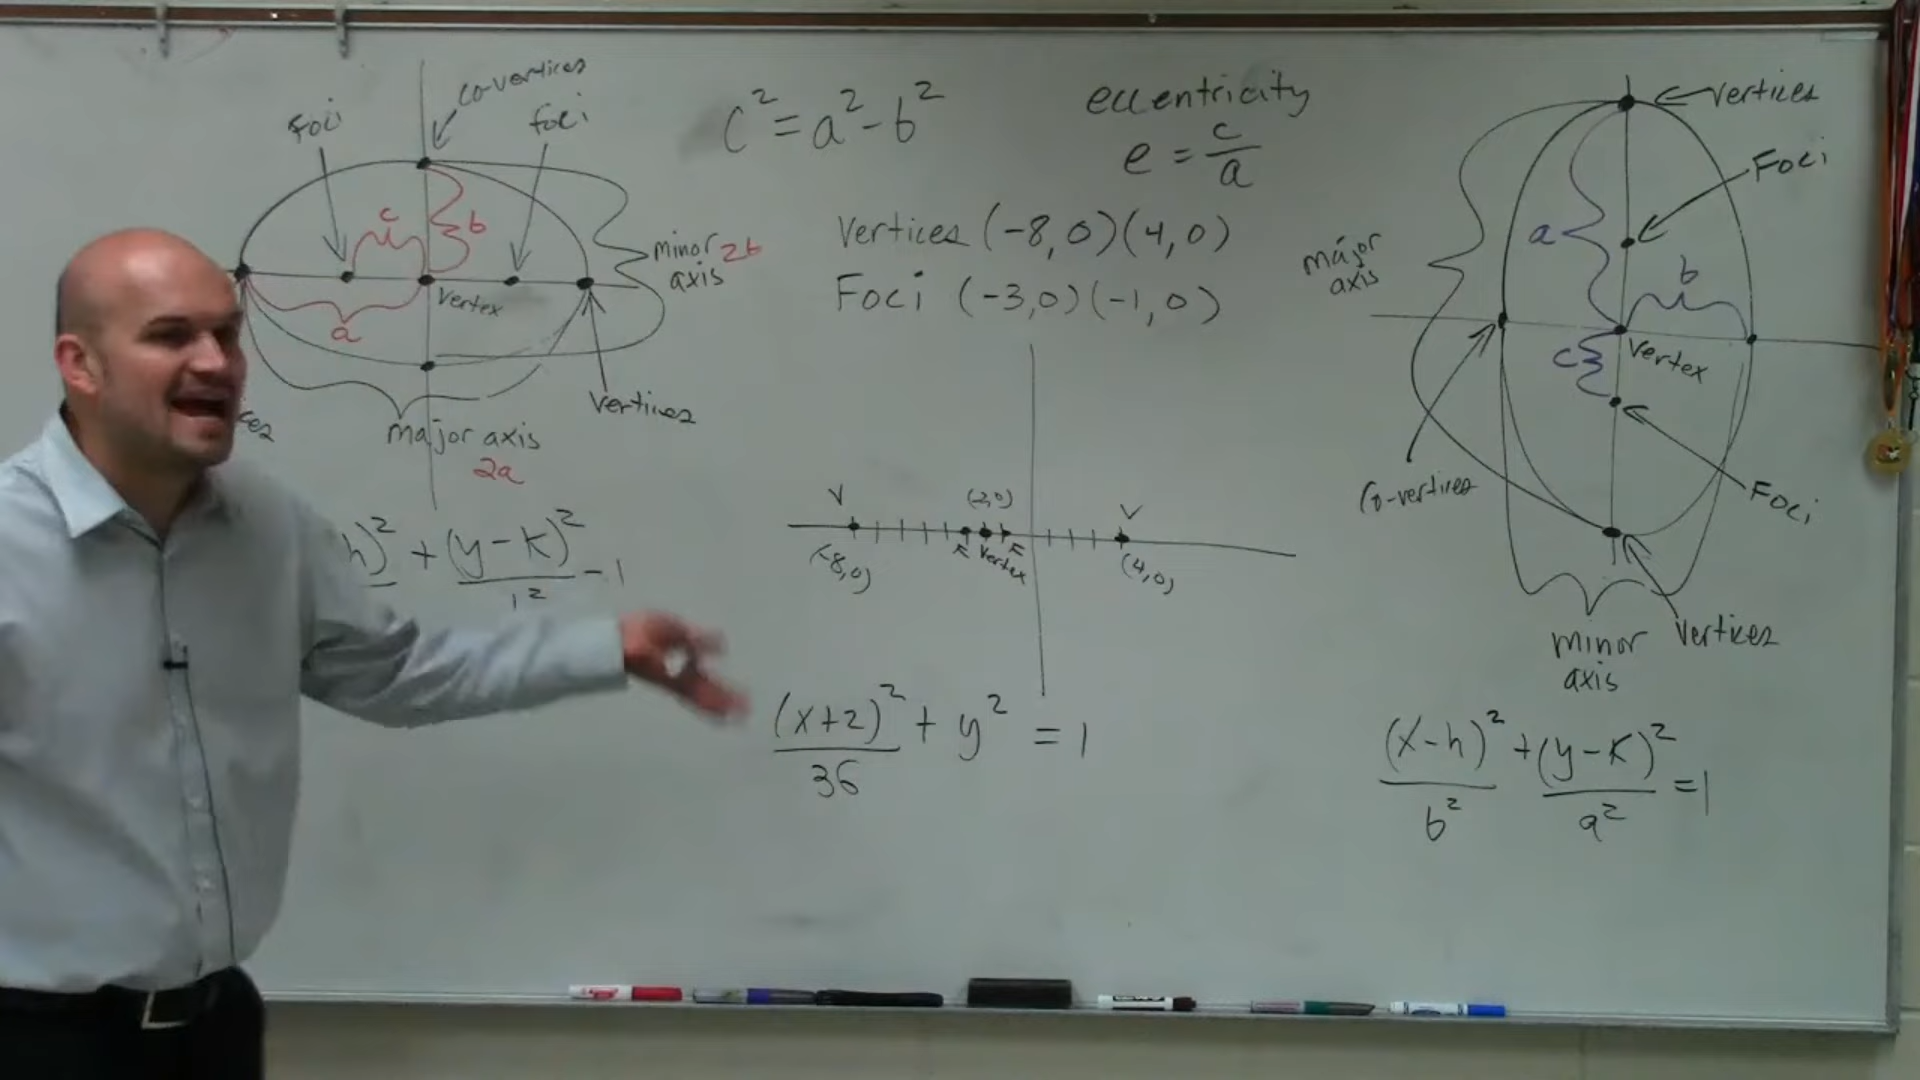 co-vertices
Foci
foci
c
b
a
Vertex
minor 2b
axis
Vertices
major axis
2a
h)² + (y-k)² - 1
c² = a² - b²
eccentricity
e = c/a
Vertices (-8,0)(4,0)
Foci (-3,0)(-1,0)
V
V
F Vertex F
(-8,0)
(4,0)
(x+2)²/36 + y² = 1
vertices
Foci
major
axis
a
b
c
Vertex
Co-vertices
Foci
minor
axis
Vertices
(x-h)²/b² + (y-k)²/a² = 1